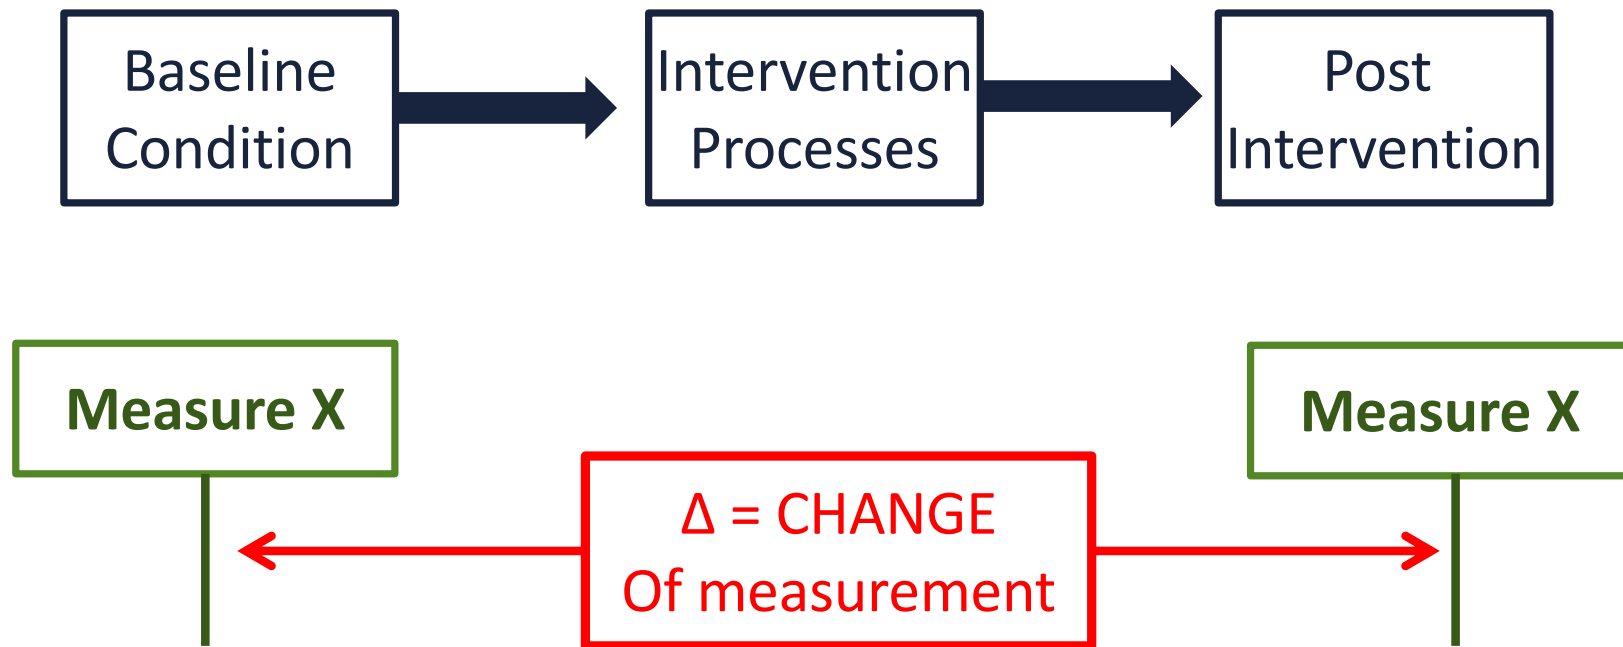 Baseline
Condition
Intervention
Processes
Post
Intervention
Measure X
Measure X
Δ = CHANGE
Of measurement